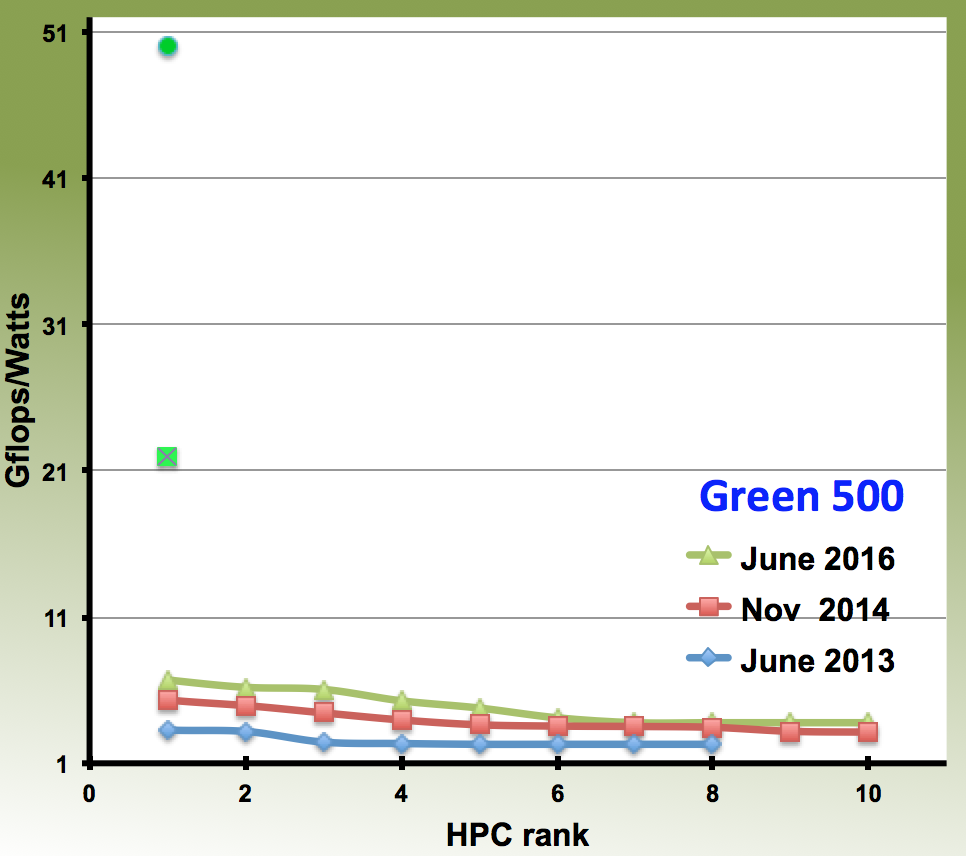 51
41
31
21
11
1
Gflops/Watts
Green 500
June 2016
Nov 2014
June 2013
0 2 4 6 8 10
HPC rank